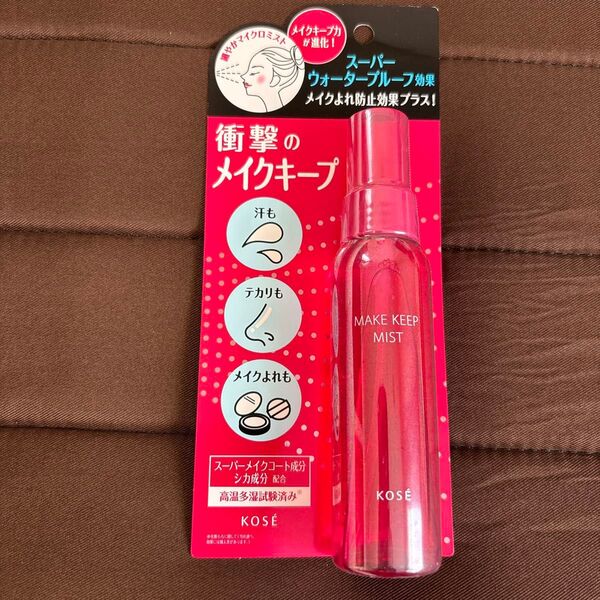 細やかマイクロミスト
メイクキープ力
が進化!
スーパー
ウォータープルーフ効果
メイクよれ防止効果プラス!
衝撃の
メイクキープ
汗も
テカリも
メイクよれも
スーパーメイクコート成分
シカ成分 配合
高温多湿試験済み※
KOSÉ
MAKE KEEP
MIST
KOSÉ